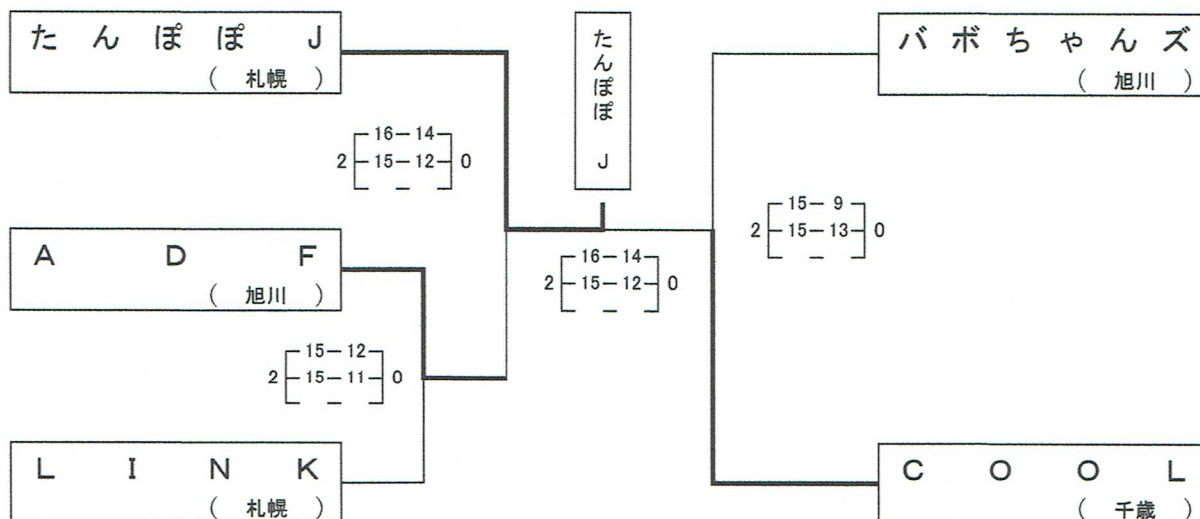 たんぽぽ J
( 札幌 )
16－14
2 15－12 0
－
A D F
( 旭川 )
15－12
2 15－11 0
－
L I N K
( 札幌 )
たんぽぽ J
16－14
2 15－12 0
－
バボちゃんズ
( 旭川 )
15－ 9
2 15－13 0
－
C O O L
( 千歳 )